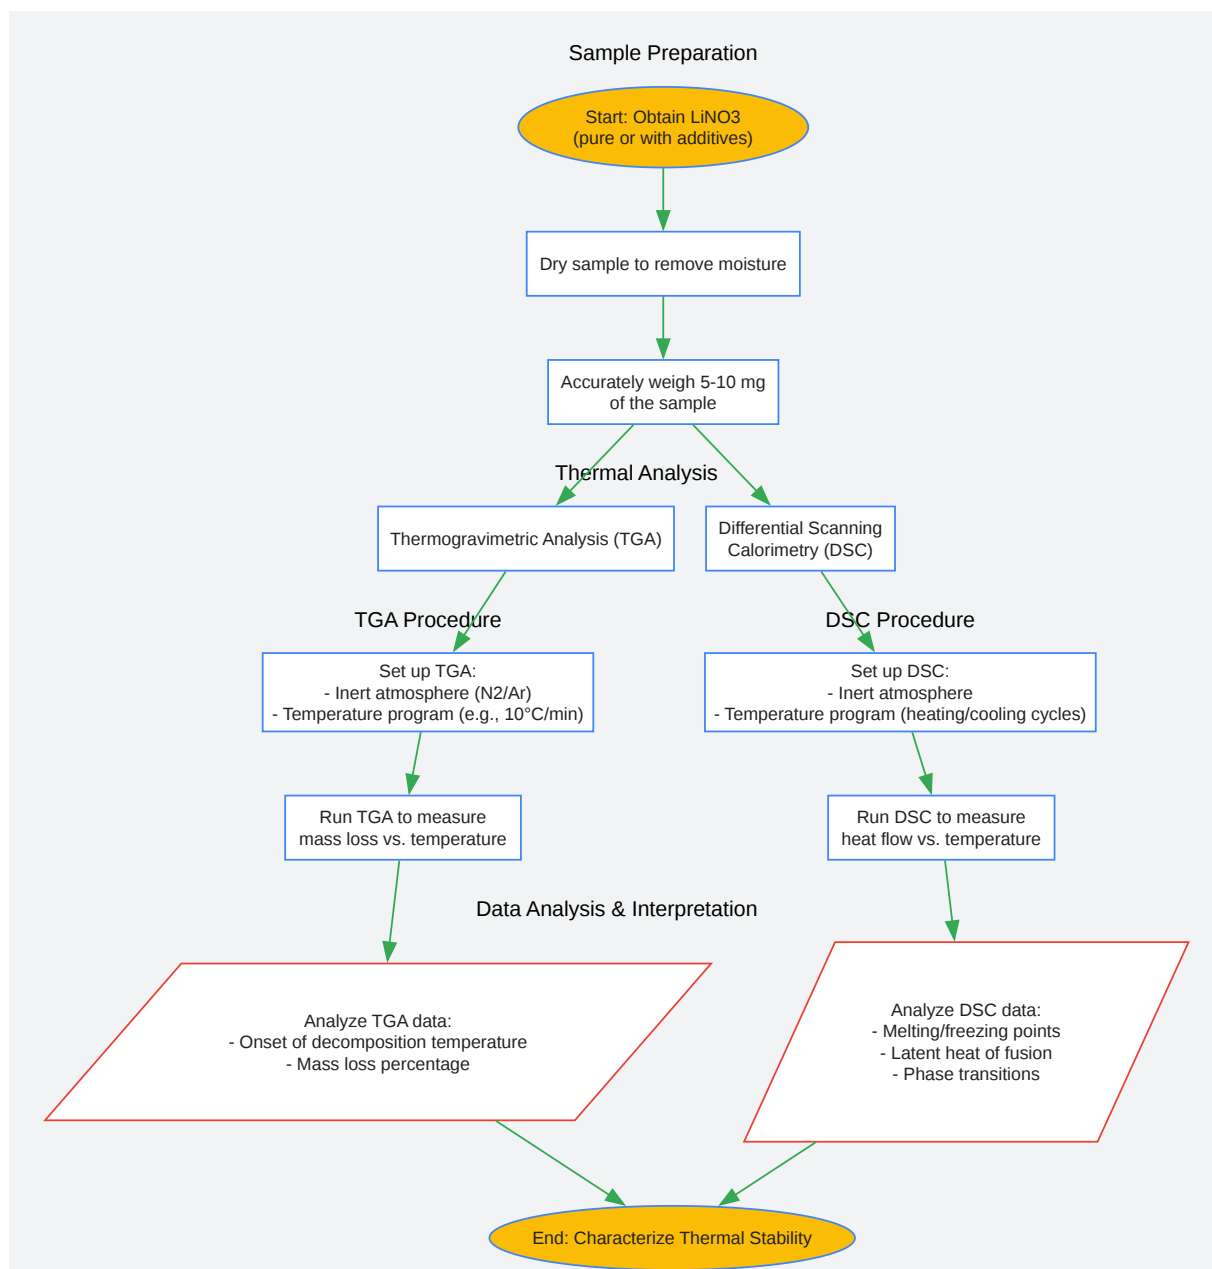 Sample Preparation
Start: Obtain LiNO3
(pure or with additives)
Dry sample to remove moisture
Accurately weigh 5-10 mg
of the sample
Thermal Analysis
Thermogravimetric Analysis (TGA)
Differential Scanning
Calorimetry (DSC)
TGA Procedure
DSC Procedure
Set up TGA:
- Inert atmosphere (N2/Ar)
- Temperature program (e.g., 10°C/min)
Set up DSC:
- Inert atmosphere
- Temperature program (heating/cooling cycles)
Run TGA to measure
mass loss vs. temperature
Run DSC to measure
heat flow vs. temperature
Data Analysis & Interpretation
Analyze TGA data:
- Onset of decomposition temperature
- Mass loss percentage
Analyze DSC data:
- Melting/freezing points
- Latent heat of fusion
- Phase transitions
End: Characterize Thermal Stability